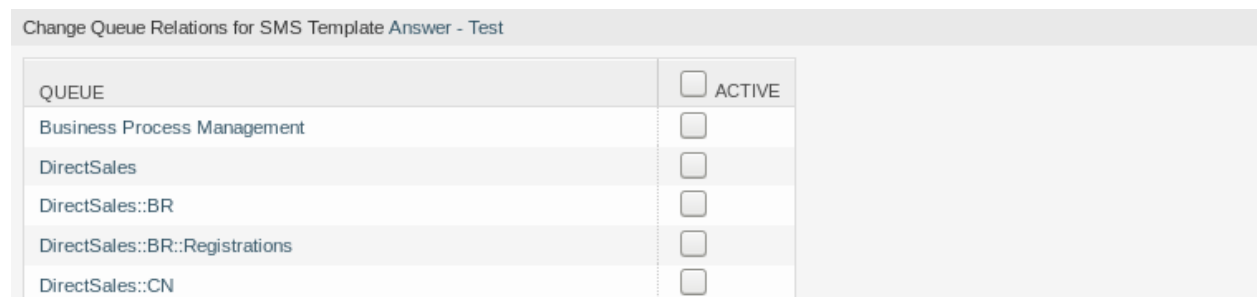 Change Queue Relations for SMS Template Answer - Test
QUEUE ACTIVE
Business Process Management
DirectSales
DirectSales::BR
DirectSales::BR::Registrations
DirectSales::CN